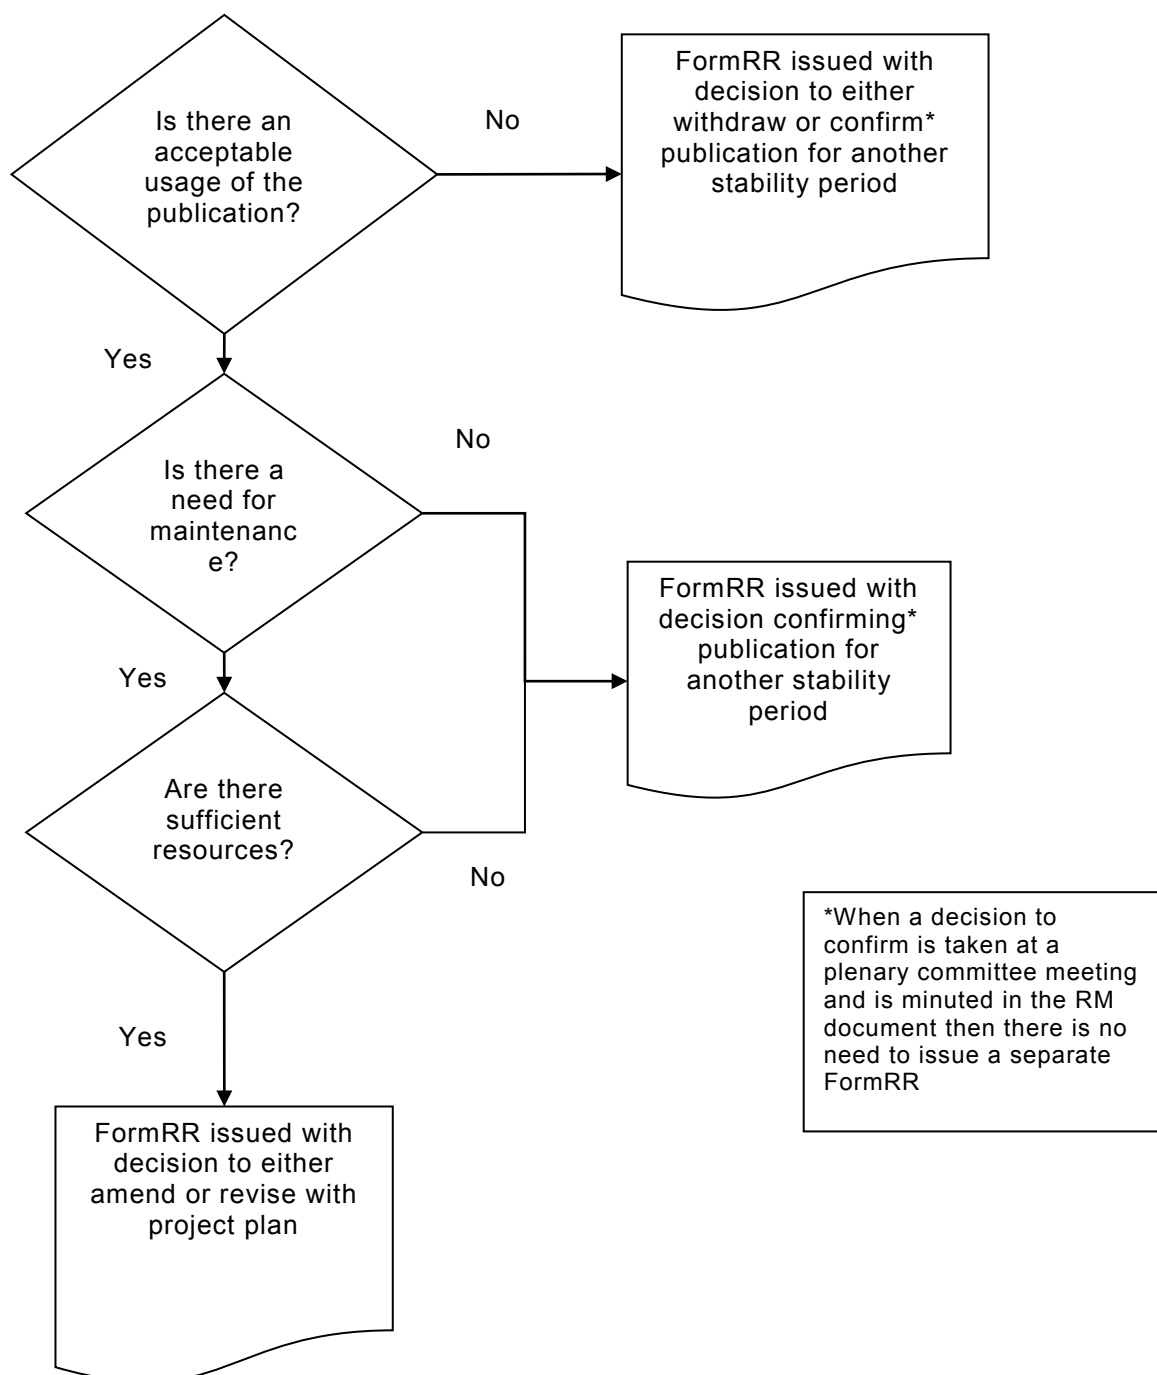 Is there an
acceptable
usage of the
publication?
No
FormRR issued with
decision to either
withdraw or confirm*
publication for another
stability period
Yes
Is there a
need for
maintenanc
e?
No
FormRR issued with
decision confirming*
publication for
another stability
period
Yes
Are there
sufficient
resources?
No
*When a decision to
confirm is taken at a
plenary committee meeting
and is minuted in the RM
document then there is no
need to issue a separate
FormRR
Yes
FormRR issued with
decision to either
amend or revise with
project plan